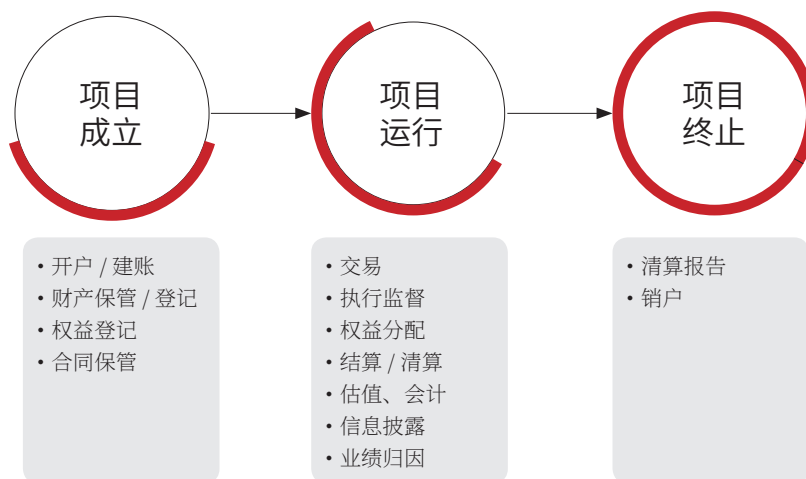 项目
成立
项目
运行
项目
终止
• 开户 / 建账
• 财产保管 / 登记
• 权益登记
• 合同保管
• 交易
• 执行监督
• 权益分配
• 结算 / 清算
• 估值、会计
• 信息披露
• 业绩归因
• 清算报告
• 销户